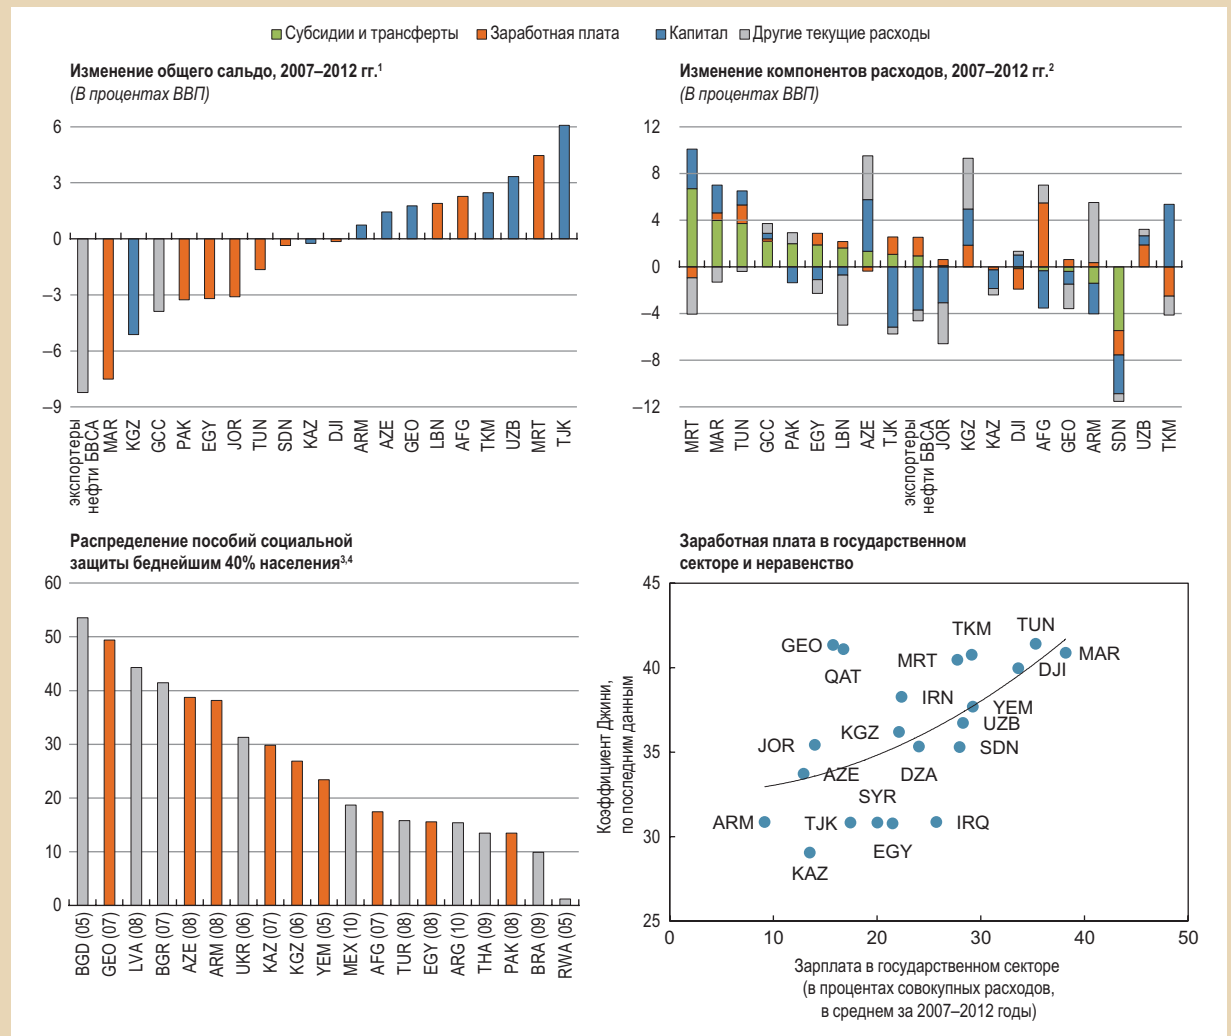 Субсидии и трансферты Заработная плата Капитал Другие текущие расходы
Изменение общего сальдо, 2007–2012 гг.¹
(В процентах ВВП)
6
3
0
–3
–6
–9
экспортеры
нефти БВСА
MAR
KGZ
GCC
PAK
EGY
JOR
TUN
SDN
KAZ
DJI
ARM
AZE
GEO
LBN
AFG
TKM
UZB
MRT
TJK
Изменение компонентов расходов, 2007–2012 гг.²
(В процентах ВВП)
12
8
4
0
–4
–8
–12
MRT
MAR
TUN
GCC
PAK
EGY
LBN
AZE
TJK
экспортеры
нефти БВСА
JOR
KGZ
KAZ
DJI
AFG
GEO
ARM
SDN
UZB
TKM
Распределение пособий социальной
защиты беднейшим 40% населения³,⁴
60
50
40
30
20
10
0
BGD (05)
GEO (07)
LVA (08)
BGR (07)
AZE (08)
ARM (08)
UKR (06)
KAZ (07)
KGZ (06)
YEM (05)
MEX (10)
AFG (07)
TUR (08)
EGY (08)
ARG (10)
THA (09)
PAK (08)
BRA (09)
RWA (05)
Заработная плата в государственном
секторе и неравенство
Коэффициент Джини,
по последним данным
45
40
35
30
25
TKM
TUN
GEO
MRT
MAR
QAT
DJI
IRN
YEM
KGZ
UZB
JOR
SDN
AZE
DZA
SYR
ARM
TJK
IRQ
EGY
KAZ
0 10 20 30 40 50
Зарплата в государственном секторе
(в процентах совокупных расходов,
в среднем за 2007–2012 годы)